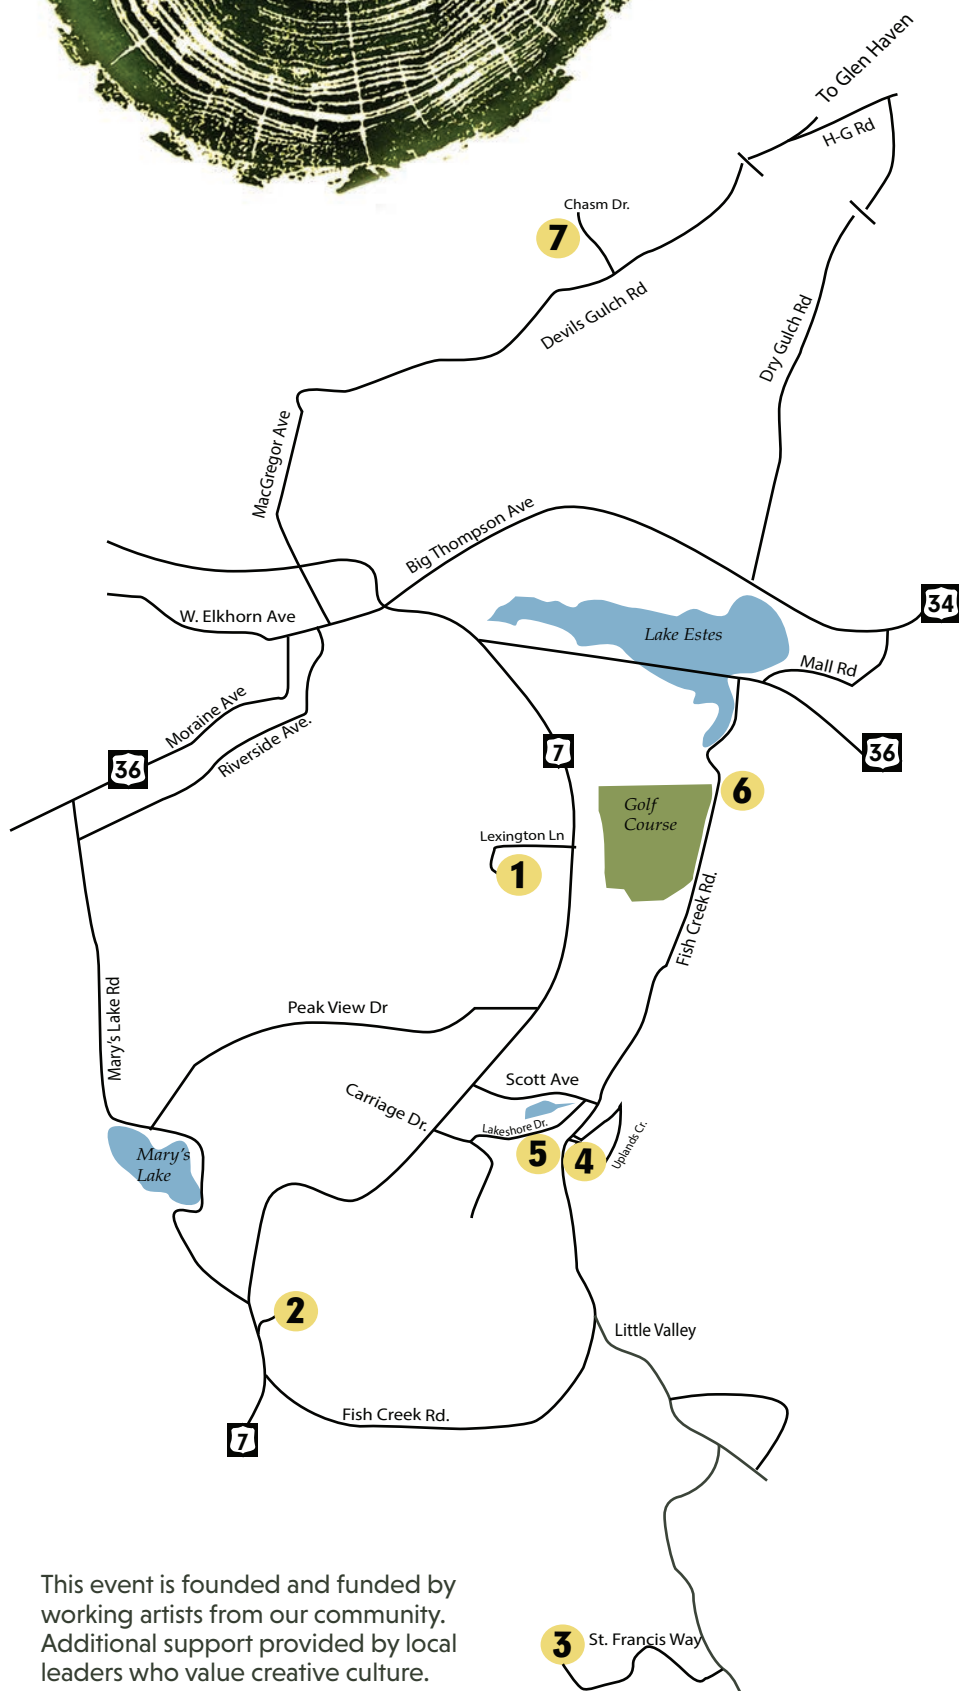 To Glen Haven
H-G Rd
Chasm Dr.
7
Devils Gulch Rd
Dry Gulch Rd
MacGregor Ave
Big Thompson Ave
34
W. Elkhorn Ave
Lake Estes
Mall Rd
Moraine Ave
Riverside Ave.
36
7
36
6
Golf
Course
Lexington Ln
1
Fish Creek Rd.
Mary's Lake Rd
Peak View Dr
Scott Ave
Carriage Dr.
Lakeshore Dr.
Uplands Cr.
5
4
Mary's
Lake
2
Little Valley
Fish Creek Rd.
7
This event is founded and funded by
working artists from our community.
Additional support provided by local
leaders who value creative culture.
3
St. Francis Way